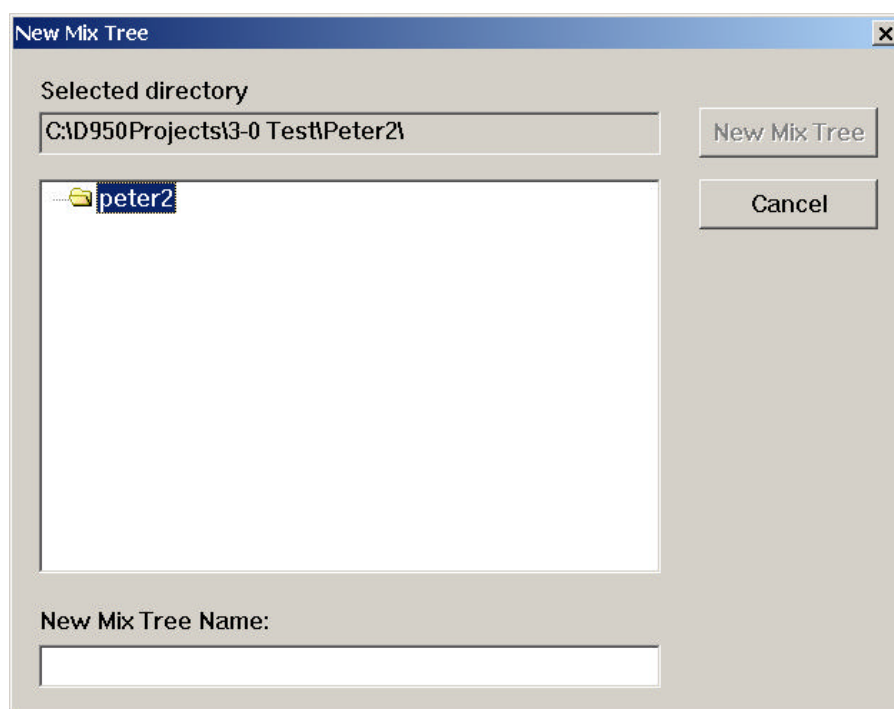 New Mix Tree
Selected directory
C:\D950Projects\3-0 Test\Peter2\
New Mix Tree
peter2
Cancel
New Mix Tree Name: